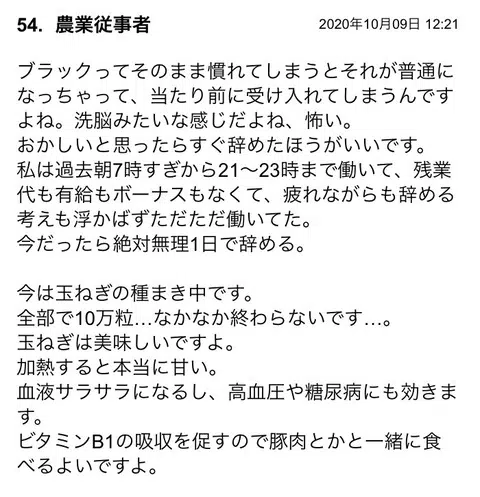 54. 農業従事者 2020年10月09日 12:21
ブラックってそのまま慣れてしまうとそれが普通に
なっちゃって、当たり前に受け入れてしまうんです
よね。洗脳みたいな感じだよね、怖い。
おかしいと思ったらすぐ辞めたほうがいいです。
私は過去朝7時すぎから21〜23時まで働いて、残業
代も有給もボーナスもなくて、疲れながらも辞める
考えも浮かばずただただ働いてた。
今だったら絶対無理1日で辞める。
今は玉ねぎの種まき中です。
全部で10万粒…なかなか終わらないです…。
玉ねぎは美味しいですよ。
加熱すると本当に甘い。
血液サラサラになるし、高血圧や糖尿病にも効きま
す。
ビタミンB1の吸収を促すので豚肉とかと一緒に食
べるよいですよ。